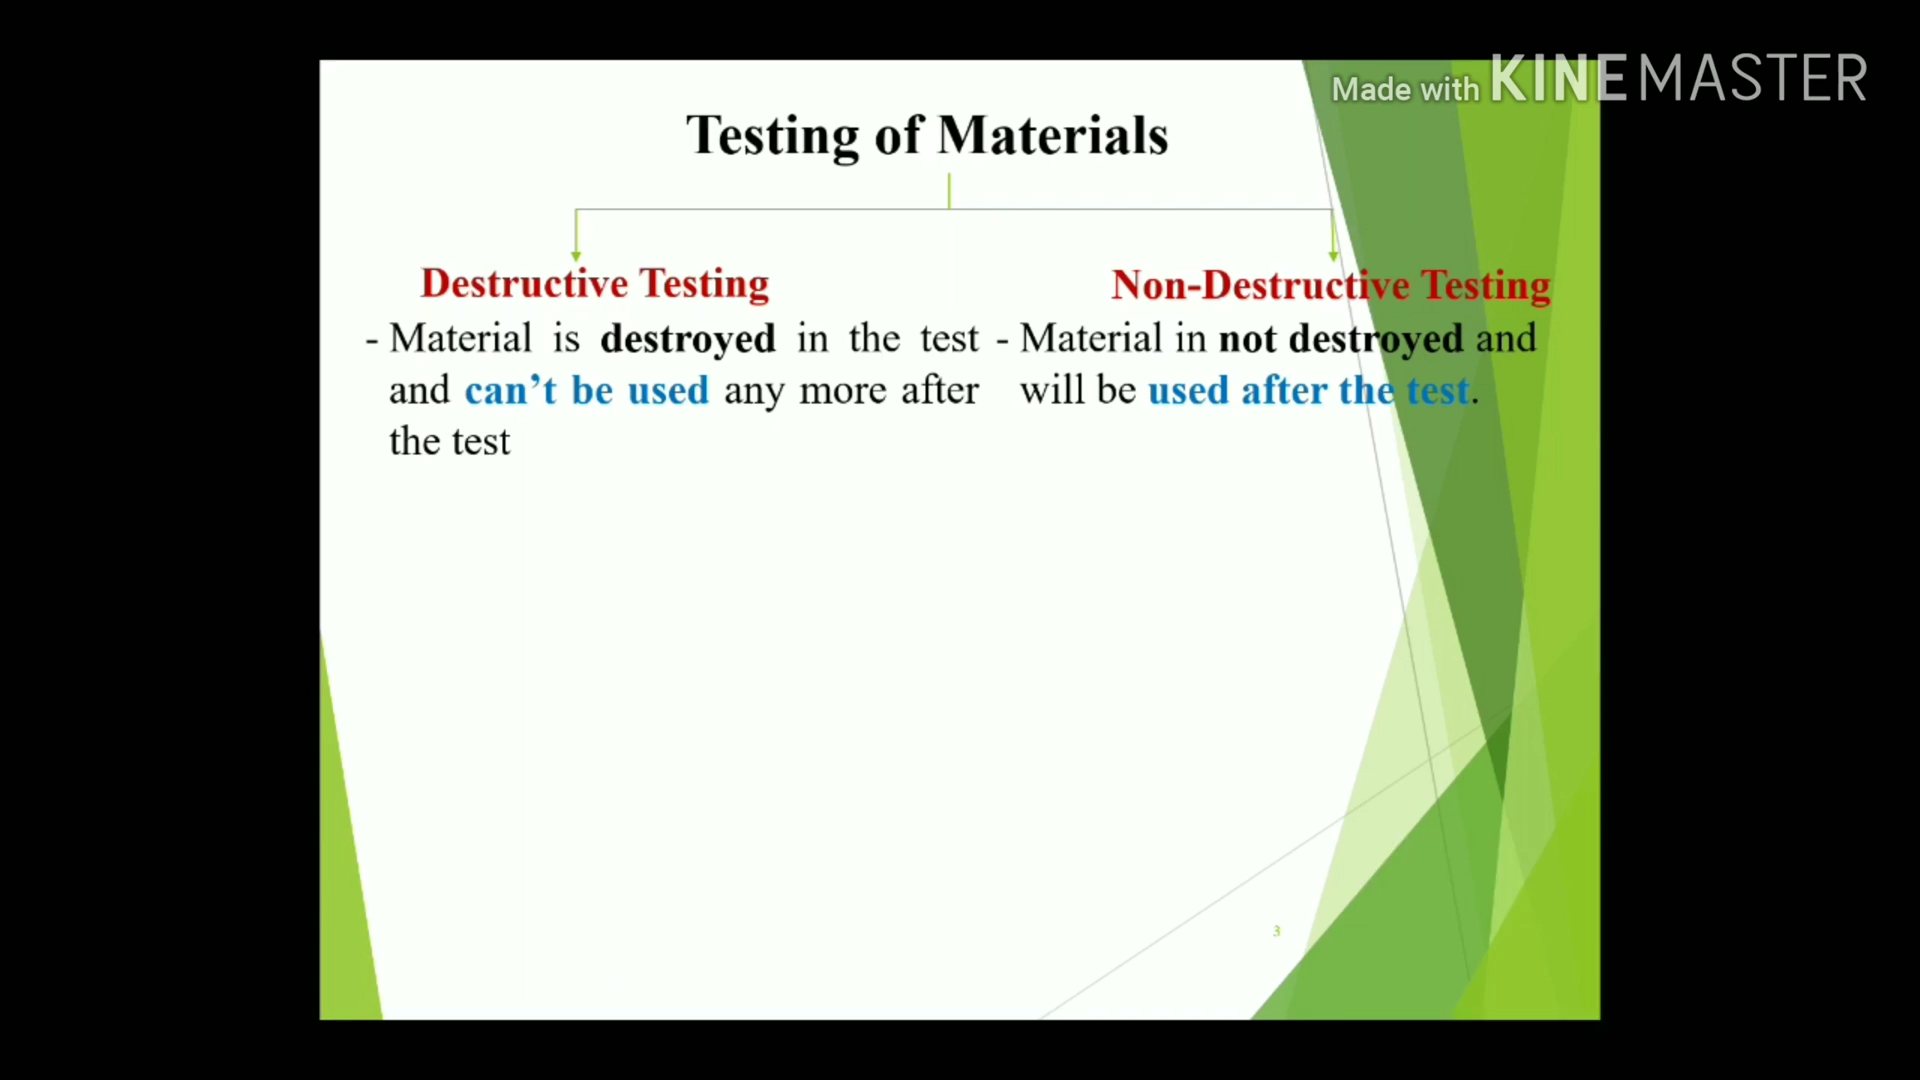 Made with KINEMASTER
Testing of Materials
Destructive Testing
- Material is destroyed in the test
and can’t be used any more after
the test
Non-Destructive Testing
- Material in not destroyed and
will be used after the test.
3